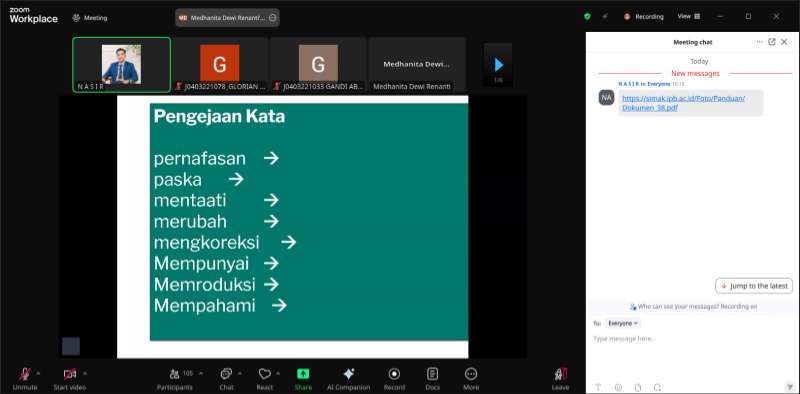 zoom
Workplace
Meeting
MD Medhanita Dewi Renanti'...
Recording
View
G
G
Medhanita Dewi...
N A S I R
J0403221078_GLORIAN ...
J0403221033 GANDI AB...
Medhanita Dewi Renanti
1/6
Pengejaan Kata
pernafasan →
paska →
mentaati →
merubah →
mengkoreksi →
Mempunyai →
Memroduksi →
Mempahami →
Meeting chat
Today
New messages
N A S I R to Everyone
NA
https://simak.ipb.ac.id/Foto/Panduan/
Dokumen_38.pdf
Jump to the latest
Who can see your messages? Recording on
To: Everyone
Type message here...
Unmute
Start video
105
Participants
Chat
React
Share
AI Companion
Record
Docs
More
Leave